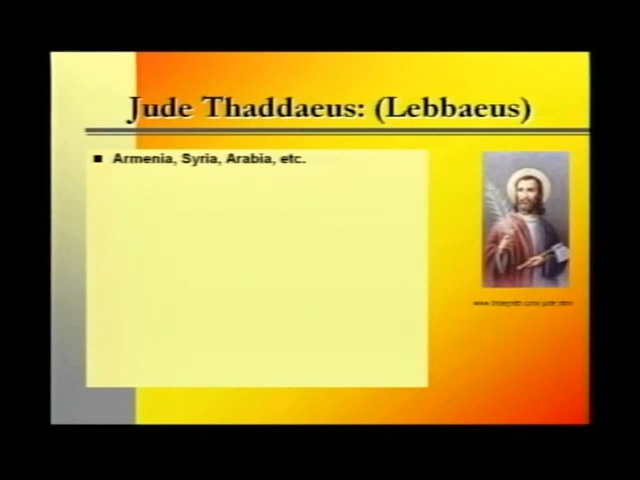 Jude Thaddaeus: (Lebbaeus)
Armenia, Syria, Arabia, etc.